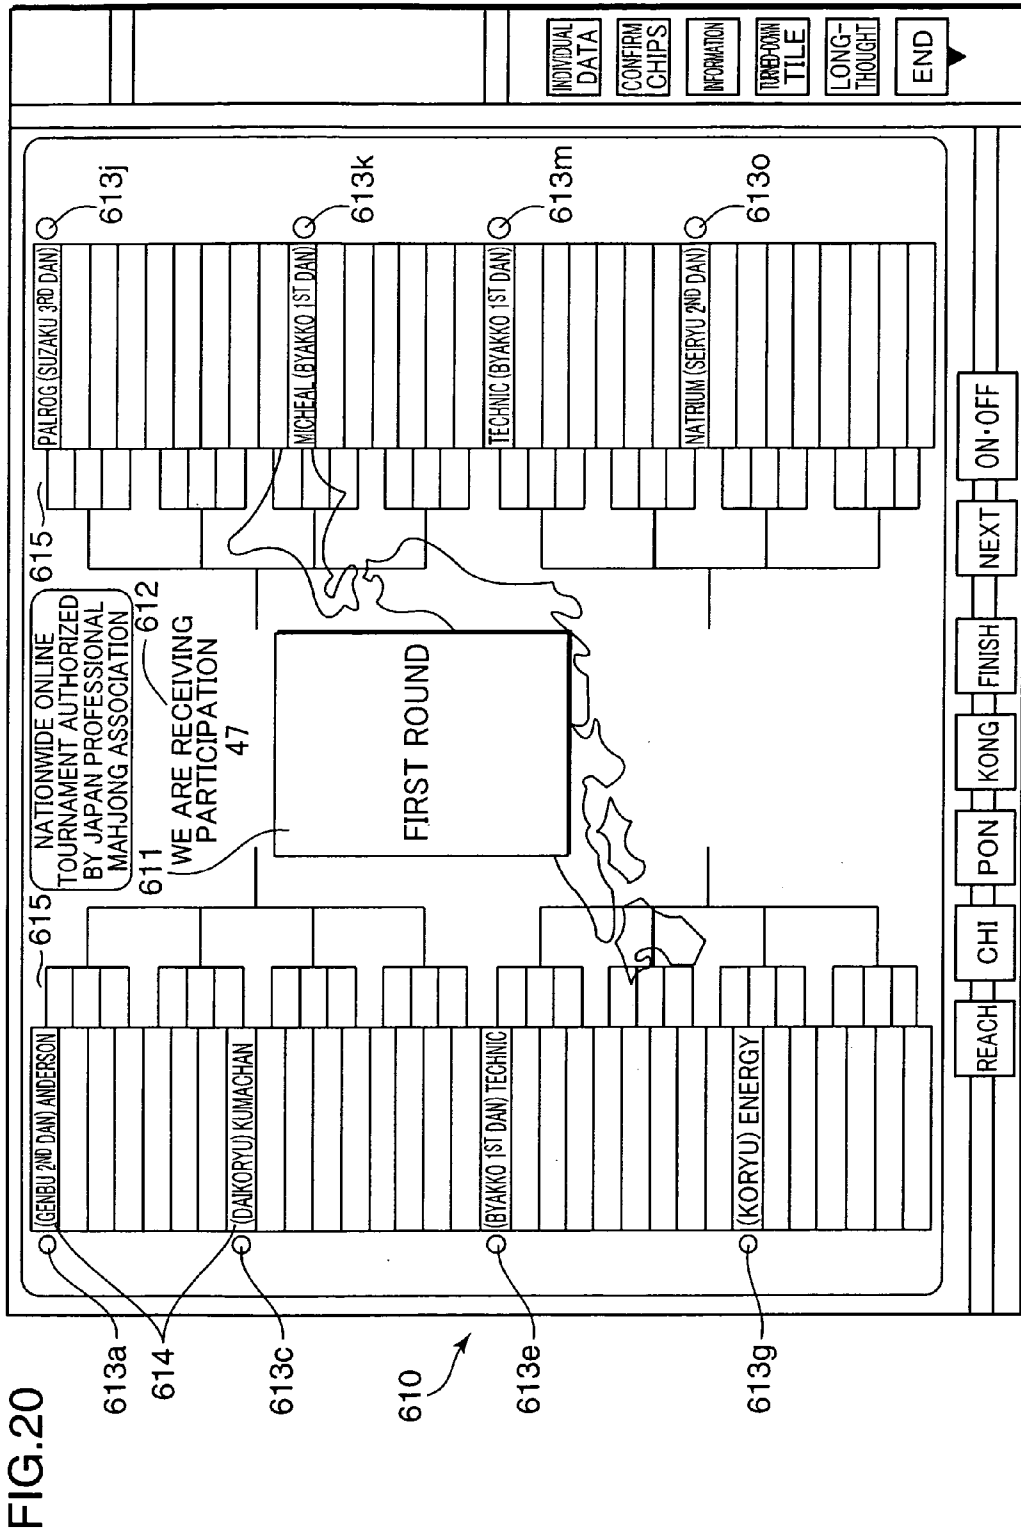 FIG.20
NATIONWIDE ONLINE
TOURNAMENT AUTHORIZED
BY JAPAN PROFESSIONAL
MAHJONG ASSOCIATION
615
615
611
612
WE ARE RECEIVING
PARTICIPATION
47
FIRST ROUND
613a
614
613c
610
613e
613g
(GENBU 2ND DAN) ANDERSON
(DAIKORYU) KUMACHAN
(BYAKKO 1ST DAN) TECHNIC
(KORYU) ENERGY
PALROG (SUZAKU 3RD DAN)
MICHEAL (BYAKKO 1ST DAN)
TECHNIC (BYAKKO 1ST DAN)
NATRIUM (SEIRYU 2ND DAN)
613j
613k
613m
613o
INDIVIDUAL
DATA
CONFIRM
CHIPS
INFORMATION
TURNED-DOWN
TILE
LONG-
THOUGHT
END
REACH
CHI
PON
KONG
FINISH
NEXT
ON·OFF